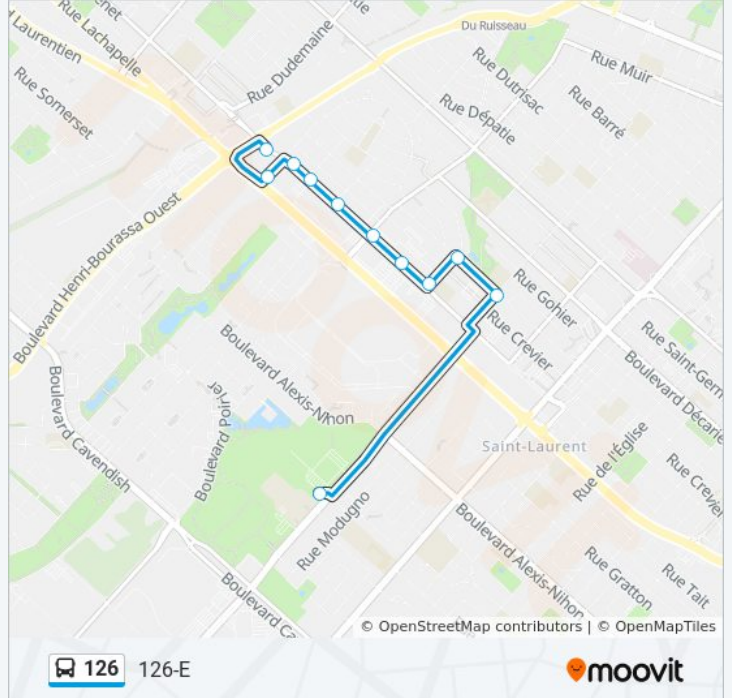 Du Ruisseau
Rue Lachapelle
Laurentien
Rue Dudemaine
Rue Somerset
Rue Dutrisac
Rue Muir
Rue Dépatie
Rue Barré
Boulevard Henri-Bourassa Ouest
Rue Gohier
Rue Crevier
Rue Saint-Germ
Boulevard Décarie
Boulevard Alexis-Nihon
Boulevard Poirier
Boulevard Cavendish
Saint-Laurent
Rue de l'Église
Rue Crevier
Rue Modugno
Boulevard Alexis-Nihon
Rue Gratton
Rue Tait
Boulevard Ca
© OpenStreetMap contributors | © OpenMapTiles
126 126-E
moovit